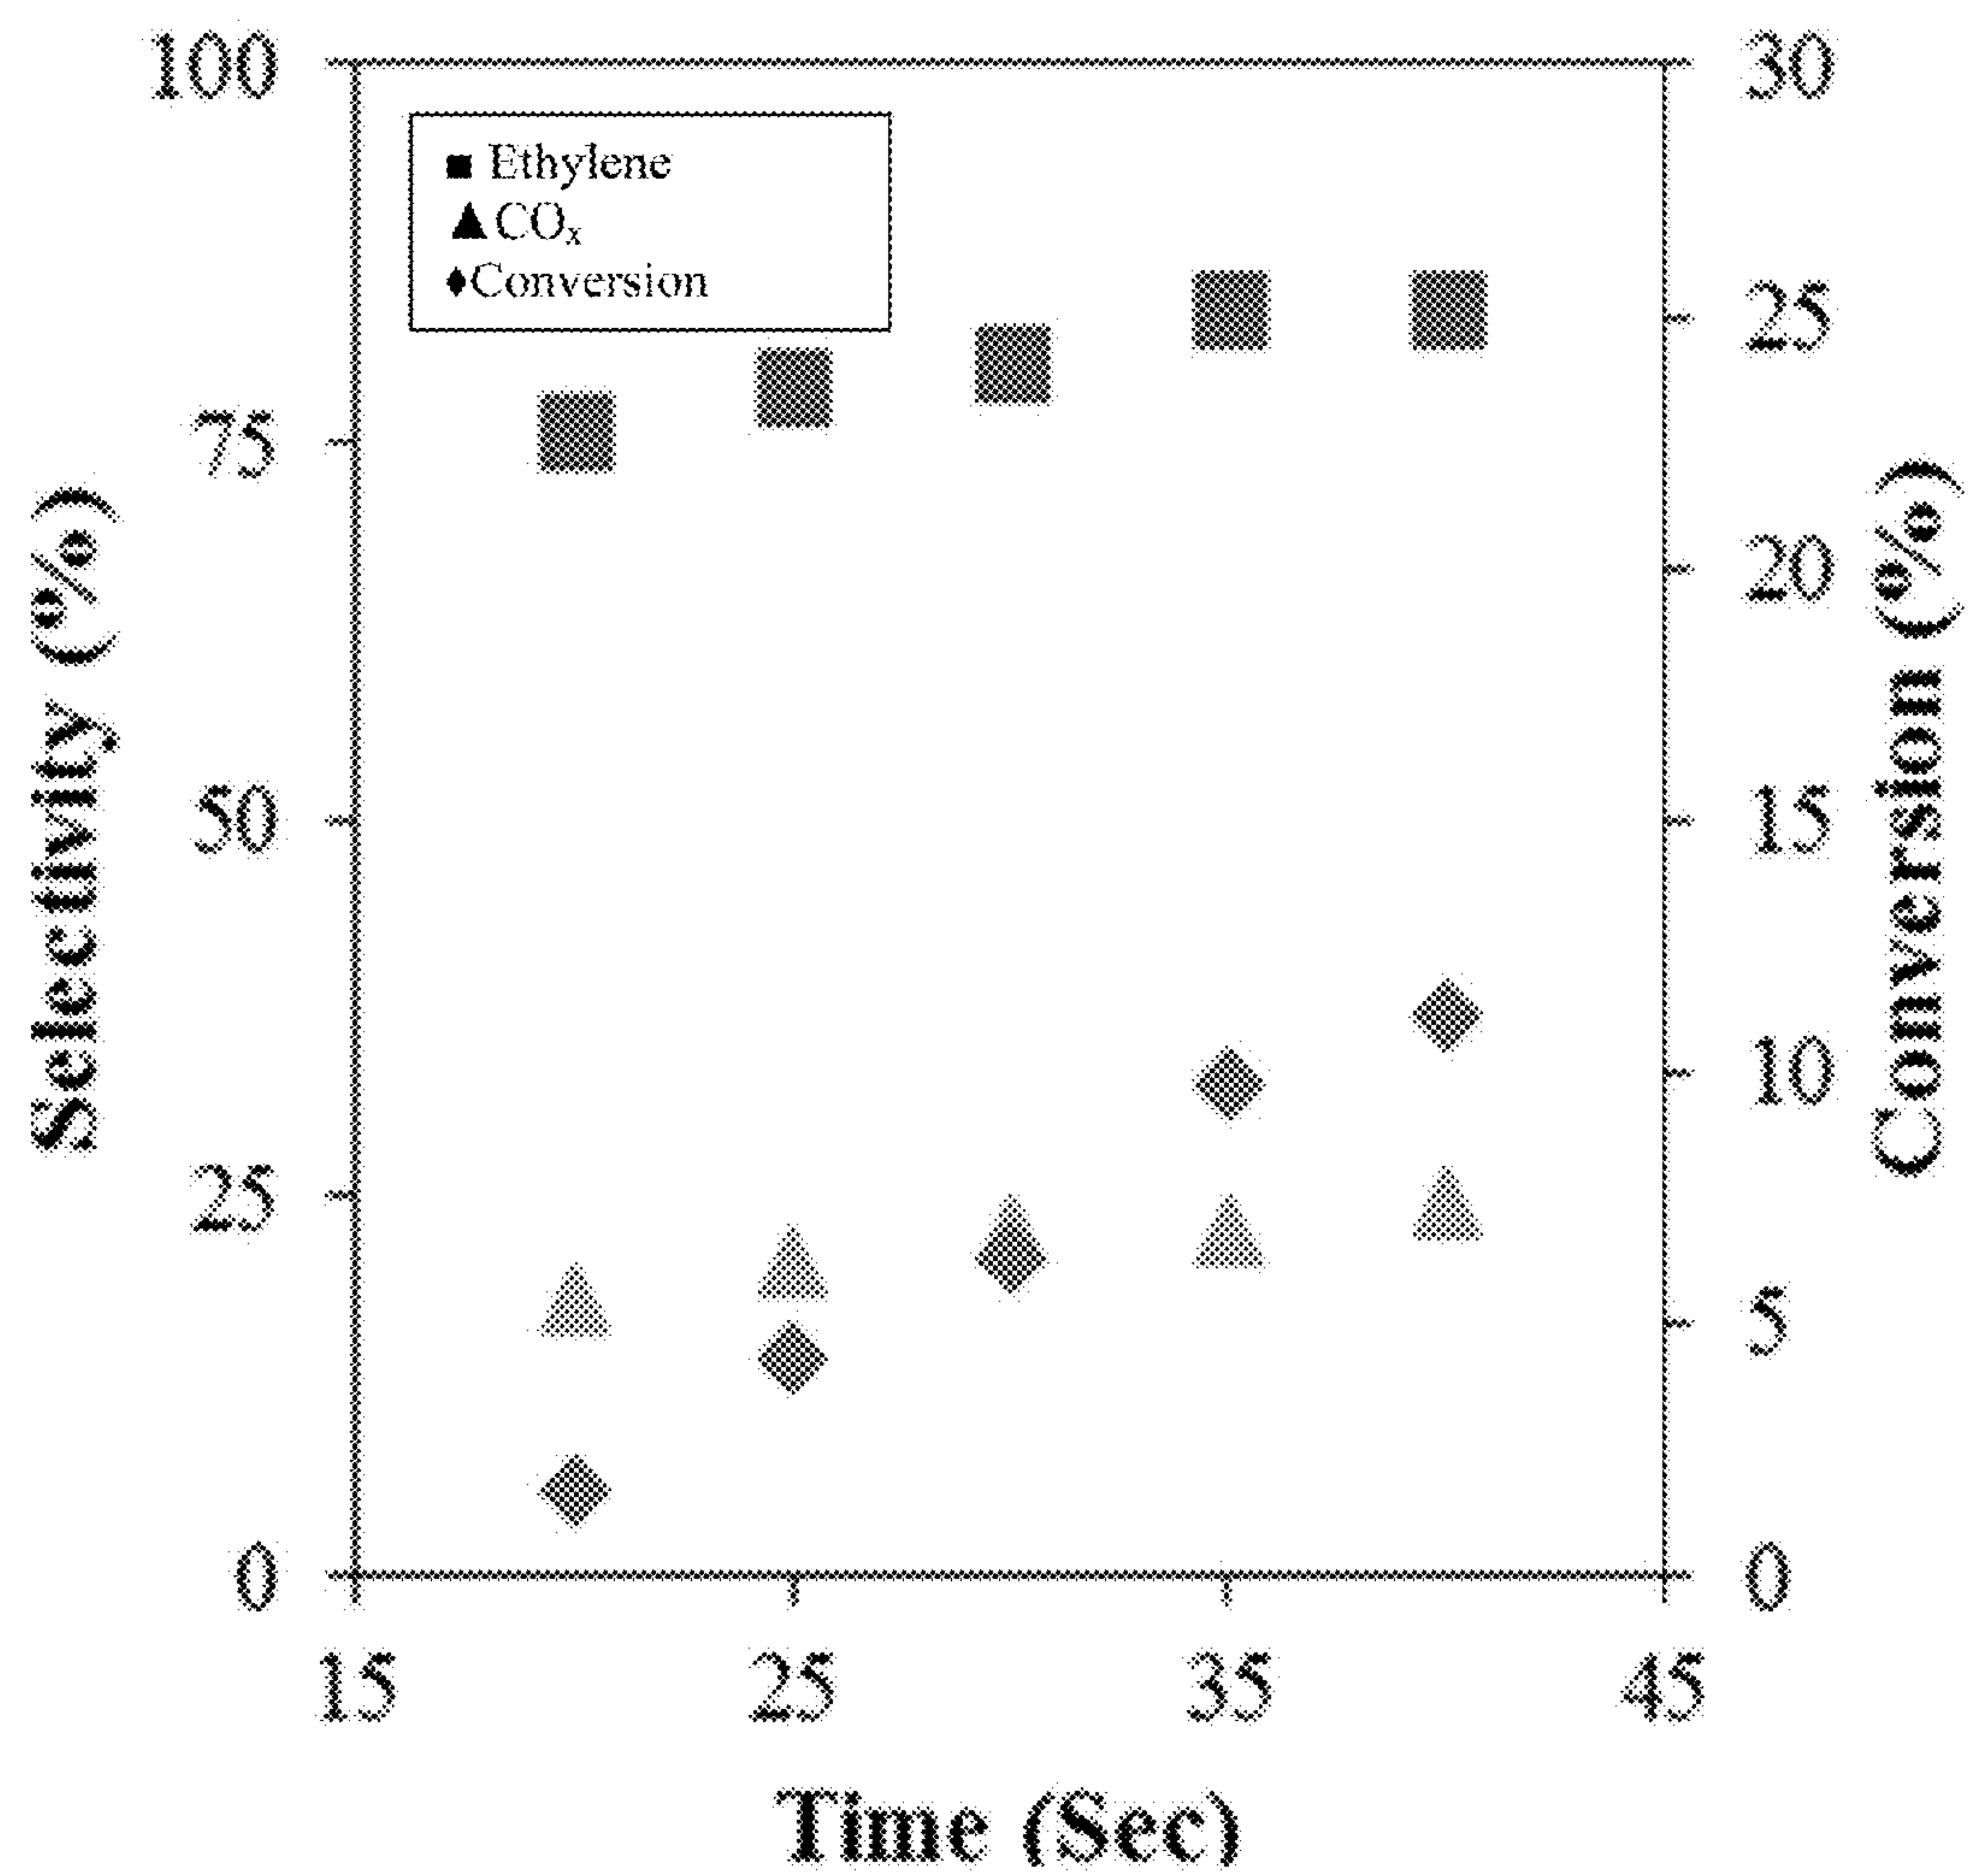 100
75
50
25
0
Selectivity (%)
■ Ethylene
▲ COₓ
♦ Conversion
30
25
20
15
10
5
0
Conversion (%)
15 25 35 45
Time (Sec)